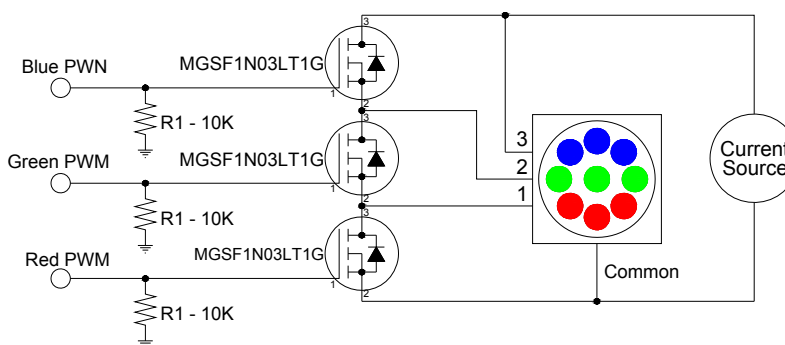 3
MGSF1N03LT1G
Blue PWN
1
2
R1 - 10K
3
MGSF1N03LT1G
Green PWM
1
2
R1 - 10K
3
MGSF1N03LT1G
Red PWM
1
2
R1 - 10K
3
2
1
Common
Current
Source